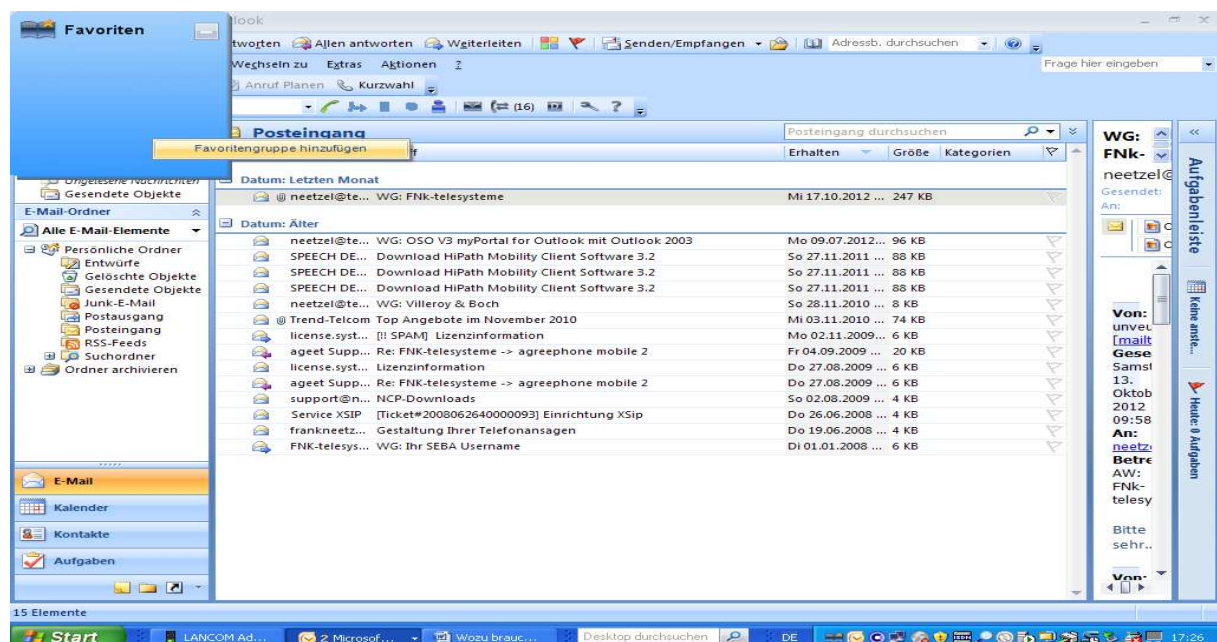 Favoriten
look
tworten Allen antworten Weiterleiten Senden/Empfangen Adressb. durchsuchen
Wechseln zu Extras Aktionen ? Frage hier eingeben
Anruf Planen Kurzwahl
(16) ?
Posteingang Posteingang durchsuchen
Favoritengruppe hinzufügen
ff Erhalten Größe Kategorien
Ungelesene Nachrichten
Gesendete Objekte
E-Mail-Ordner
Alle E-Mail-Elemente
Persönliche Ordner
Entwürfe
Gelöschte Objekte
Gesendete Objekte
Junk-E-Mail
Postausgang
Posteingang
RSS-Feeds
Suchordner
Ordner archivieren
E-Mail
Kalender
Kontakte
Aufgaben
Datum: Letzten Monat
neetzel@te... WG: FNk-telesysteme Mi 17.10.2012 ... 247 KB
Datum: Älter
neetzel@te... WG: OSO V3 myPortal for Outlook mit Outlook 2003 Mo 09.07.2012... 96 KB
SPEECH DE... Download HiPath Mobility Client Software 3.2 So 27.11.2011 ... 88 KB
SPEECH DE... Download HiPath Mobility Client Software 3.2 So 27.11.2011 ... 88 KB
SPEECH DE... Download HiPath Mobility Client Software 3.2 So 27.11.2011 ... 88 KB
neetzel@te... WG: Villeroy & Boch So 28.11.2010 ... 8 KB
Trend-Telcom Top Angebote im November 2010 Mi 03.11.2010 ... 74 KB
license.syst... [!! SPAM] Lizenzinformation Mo 02.11.2009... 6 KB
ageet Supp... Re: FNK-telesysteme -> agreephone mobile 2 Fr 04.09.2009 ... 20 KB
license.syst... Lizenzinformation Do 27.08.2009 ... 6 KB
ageet Supp... Re: FNK-telesysteme -> agreephone mobile 2 Do 27.08.2009 ... 6 KB
support@n... NCP-Downloads So 02.08.2009 ... 4 KB
Service XSIP [Ticket#2008062640000093] Einrichtung XSip Do 26.06.2008 ... 4 KB
frankneetz... Gestaltung Ihrer Telefonansagen Do 19.06.2008 ... 4 KB
FNK-telesys... WG: Ihr SEBA Username Di 01.01.2008 ... 6 KB
WG:
FNk-
neetzel@
Gesendet:
An:
Von:
[mailt
Gese
Samst
13.
Oktob
2012
09:58
An:
neetz
Betre
AW:
FNk-
telesy
Bitte
sehr..
Von:
Aufgabenleiste
Keine anste...
Heute: 0 Aufgaben
15 Elemente
Start LANCOM Ad... 2 Microsof... Wozu brauc... Desktop durchsuchen DE 17:26